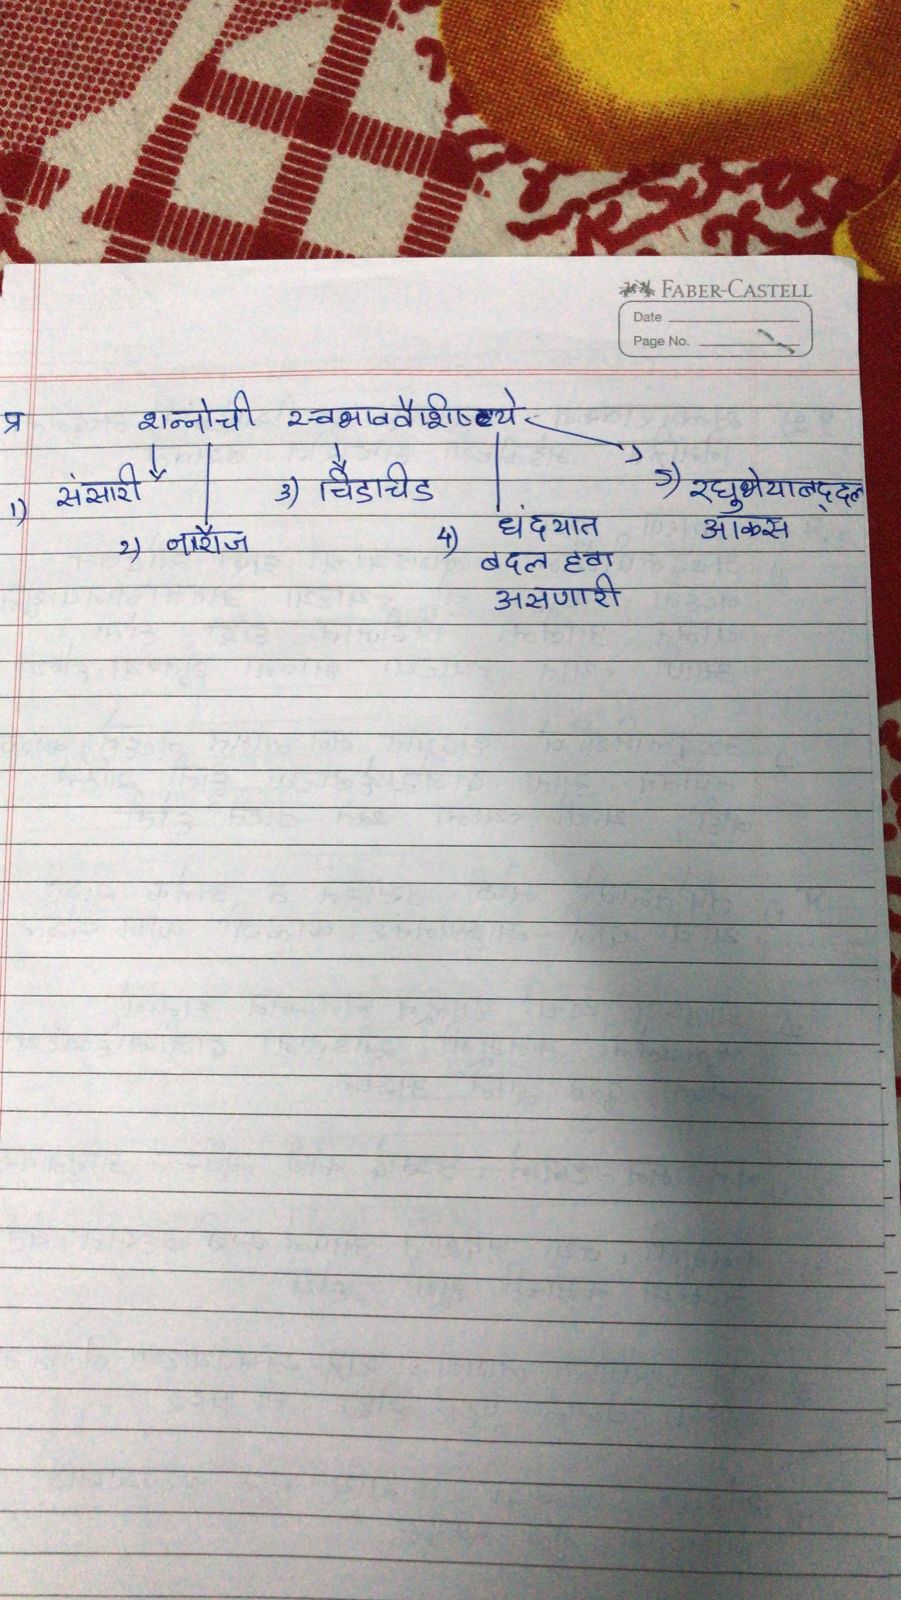 FABER-CASTELL
Date
Page No.
प्र शन्नोची स्वभाववैशिष्ट्ये
1) संसारी
2) नाराज
3) चिडाचीड
4) धंदयात
बदल हवा
असणारी
5) रघुभैयाबद्दल
आकस